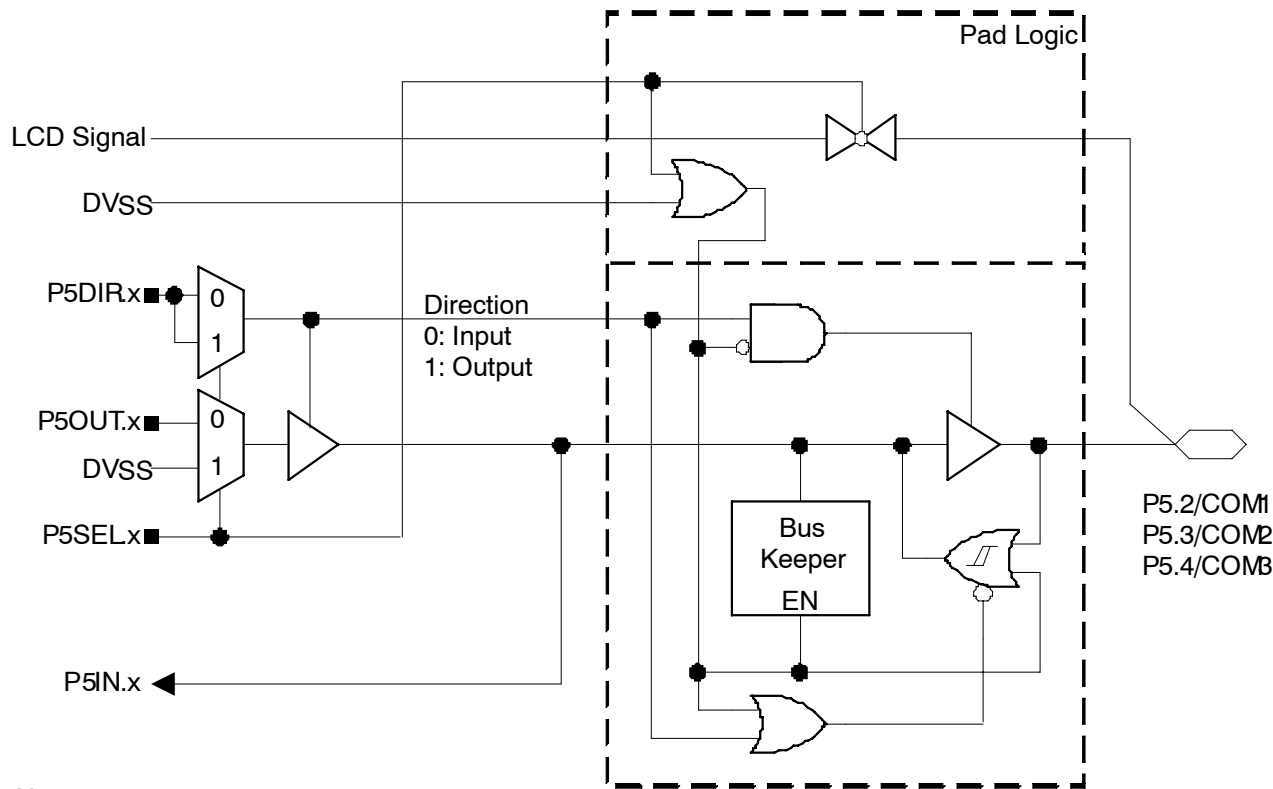 Pad Logic
LCD Signal
DVSS
P5DIR.x
0
1
Direction
0: Input
1: Output
P5OUT.x
0
DVSS
1
P5SEL.x
Bus
Keeper
EN
P5.2/COM1
P5.3/COM2
P5.4/COM3
P5IN.x